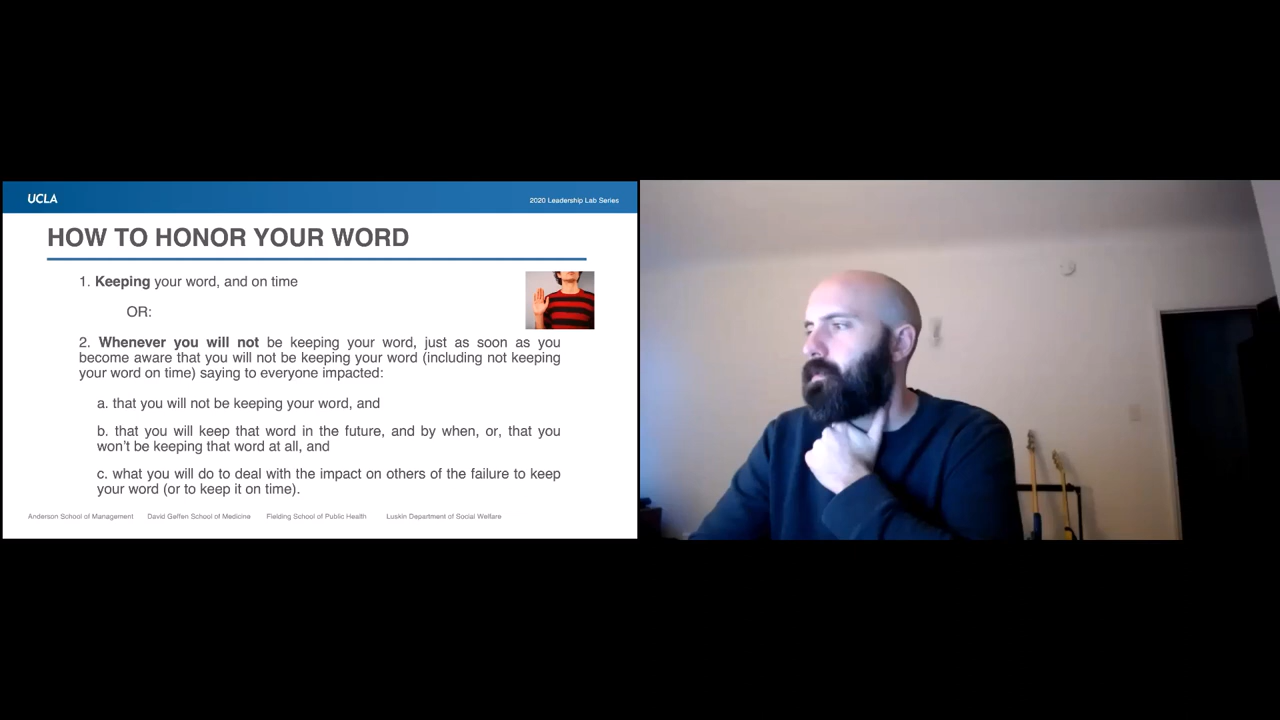 UCLA
2020 Leadership Lab Series
HOW TO HONOR YOUR WORD
1. Keeping your word, and on time
OR:
2. Whenever you will not be keeping your word, just as soon as you
become aware that you will not be keeping your word (including not keeping
your word on time) saying to everyone impacted:
a. that you will not be keeping your word, and
b. that you will keep that word in the future, and by when, or, that you
won’t be keeping that word at all, and
c. what you will do to deal with the impact on others of the failure to keep
your word (or to keep it on time).
Anderson School of Management David Geffen School of Medicine Fielding School of Public Health Luskin Department of Social Welfare